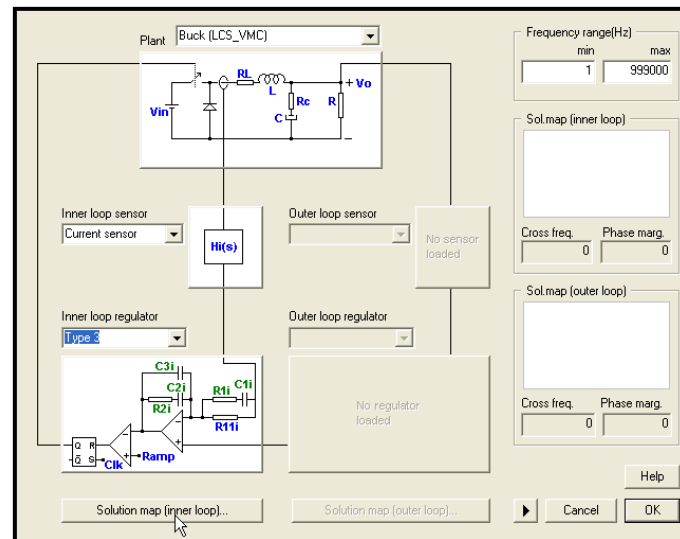 Plant
Buck (LCS_VMC)
RL
L
+ Vo
Vin
Rc
R
C
-
Inner loop sensor
Current sensor
Hi(s)
Outer loop sensor
No sensor
loaded
Inner loop regulator
Type 3
Outer loop regulator
No regulator
loaded
C3i
C2i
R2i
R1i
C1i
R11i
-
+
-
+
Q R
Q S
Clk
Ramp
Solution map (inner loop)...
Solution map (outer loop)...
Frequency range(Hz)
min
max
1
999000
Sol.map (inner loop)
Cross freq.
Phase marg.
0
0
Sol.map (outer loop)
Cross freq.
Phase marg.
0
0
Help
Cancel
OK